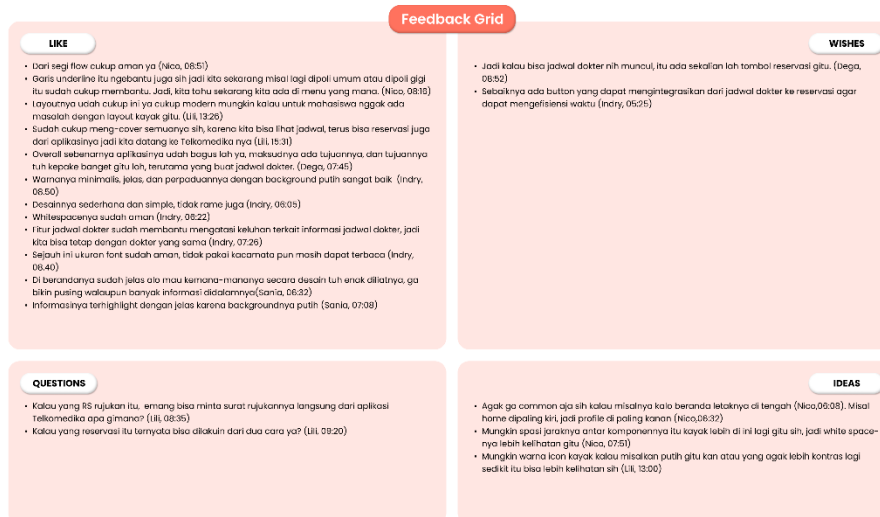 Feedback Grid
LIKE
• Dari segi flow cukup aman ya (Nico, 08:51)
• Garis underline itu ngebantu juga sih jadi kita sekarang misal lagi dipoli umum atau dipoli gigi
itu sudah cukup membantu. Jadi, kita tahu sekarang kita ada di menu yang mana. (Nico, 08:16)
• Layoutnya udah cukup ini ya cukup modern mungkin kalau untuk mahasiswa nggak ada
masalah dengan layout kayak gitu. (Lili, 13:26)
• Sudah cukup meng-cover semuanya sih, karena kita bisa lihat jadwal, terus bisa reservasi juga
dari aplikasinya jadi kita datang ke Telkomedika nya (Lili, 15:31)
• Overall sebenarnya aplikasinya udah bagus lah ya, maksudnya ada tujuannya, dan tujuannya
tuh kepake banget gitu loh, terutama yang buat jadwal dokter. (Dega, 07:45)
• Warnanya minimalis, jelas, dan perpaduannya dengan background putih sangat baik (Indry,
08.50)
• Desainnya sederhana dan simple, tidak rame juga (Indry, 06:05)
• Whitespacenya sudah aman (Indry, 06:22)
• Fitur jadwal dokter sudah membantu mengatasi keluhan terkait informasi jadwal dokter, jadi
kita bisa tetap dengan dokter yang sama (Indry, 07:26)
• Sejauh ini ukuran font sudah aman, tidak pakai kacamata pun masih dapat terbaca (Indry,
08.40)
• Di berandanya sudah jelas alo mau kemana-mananya secara desain tuh enak diliatnya, ga
bikin pusing walaupun banyak informasi didalamnya(Sania, 06:32)
• Informasinya terhighlight dengan jelas karena backgroundnya putih (Sania, 07:08)
WISHES
• Jadi kalau bisa jadwal dokter nih muncul, itu ada sekalian lah tombol reservasi gitu. (Dega,
08:52)
• Sebaiknya ada button yang dapat mengintegrasikan dari jadwal dokter ke reservasi agar
dapat mengefisiensi waktu (Indry, 05:25)
QUESTIONS
• Kalau yang RS rujukan itu, emang bisa minta surat rujukannya langsung dari aplikasi
Telkomedika apa gimana? (Lili, 08:35)
• Kalau yang reservasi itu ternyata bisa dilakuin dari dua cara ya? (Lili, 09:20)
IDEAS
• Agak ga common aja sih kalau misalnya kalo beranda letaknya di tengah (Nico,06:08). Misal
home dipaling kiri, jadi profile di paling kanan (Nico,06:32)
• Mungkin spasi jaraknya antar komponennya itu kayak lebih di ini lagi gitu sih, jadi white space-
nya lebih kelihatan gitu (Nico, 07:51)
• Mungkin warna icon kayak kalau misalkan putih gitu kan atau yang agak lebih kontras lagi
sedikit itu bisa lebih kelihatan sih (Lili, 13:00)